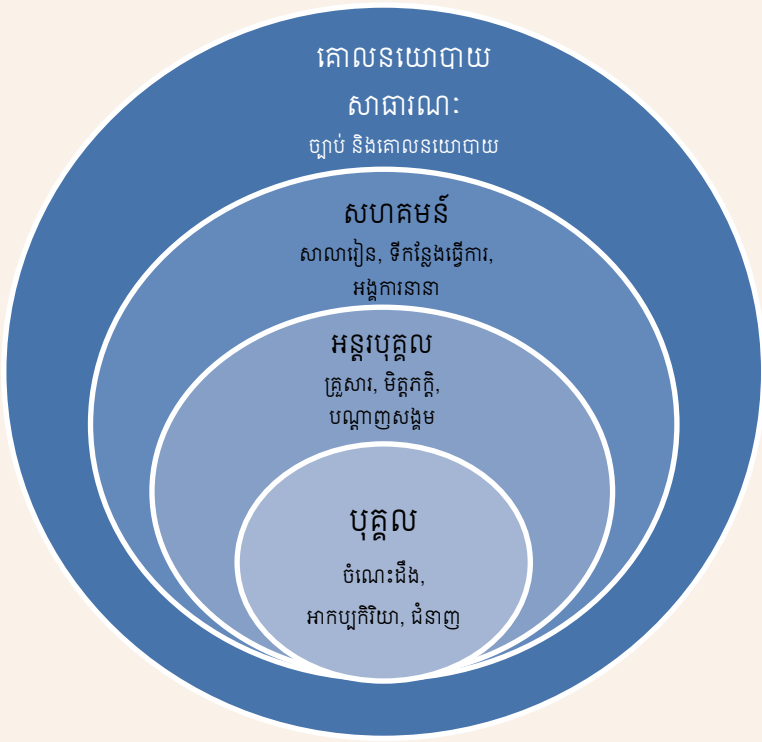 គោលនយោបាយ
សាធារណៈ
ច្បាប់ និងគោលនយោបាយ
សហគមន៍
សាលារៀន, ទីកន្លែងធ្វើការ,
អង្គការនានា
អន្តរបុគ្គល
គ្រួសារ, មិត្តភក្តិ,
បណ្តាញសង្គម
បុគ្គល
ចំណេះដឹង,
អាកប្បកិរិយា, ជំនាញ